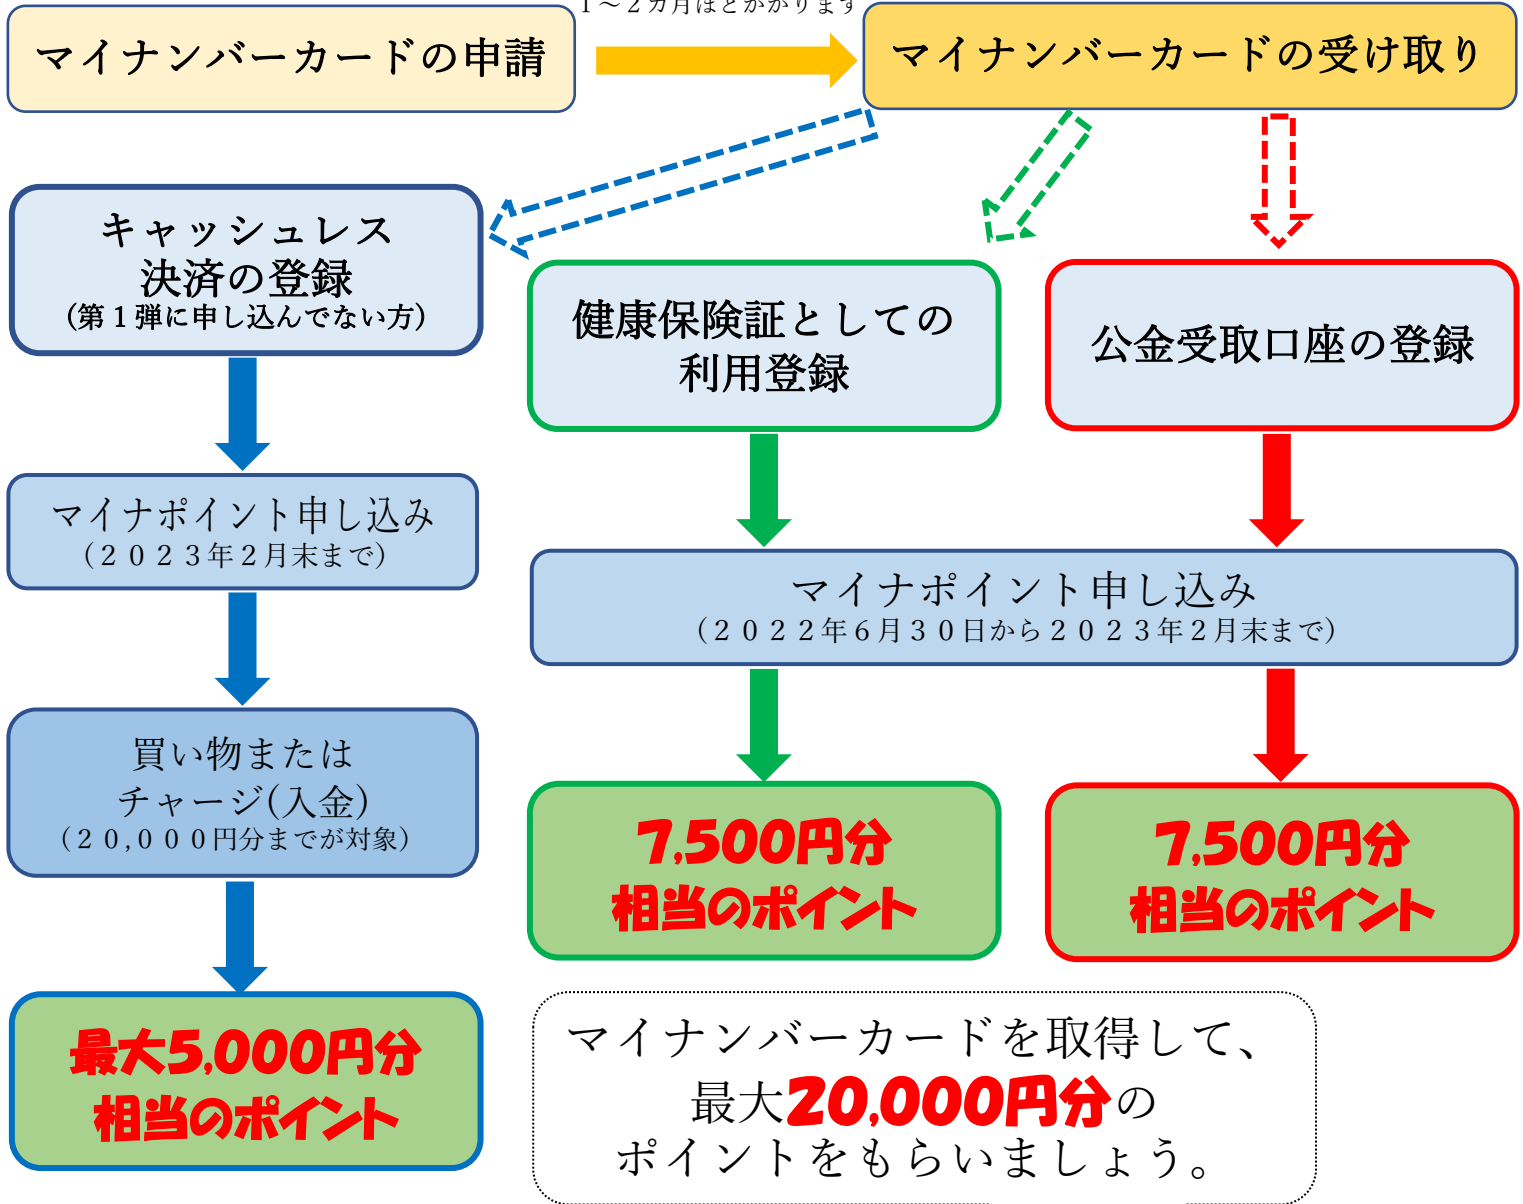 １～２カ月ほどかかります
マイナンバーカードの申請
マイナンバーカードの受け取り
キャッシュレス
決済の登録
(第１弾に申し込んでない方)
健康保険証としての
利用登録
公金受取口座の登録
マイナポイント申し込み
（２０２３年２月末まで）
マイナポイント申し込み
（２０２２年６月３０日から２０２３年２月末まで）
買い物または
チャージ(入金)
（２０,０００円分までが対象）
7,500円分
相当のポイント
7,500円分
相当のポイント
最大5,000円分
相当のポイント
マイナンバーカードを取得して、
最大20,000円分の
ポイントをもらいましょう。